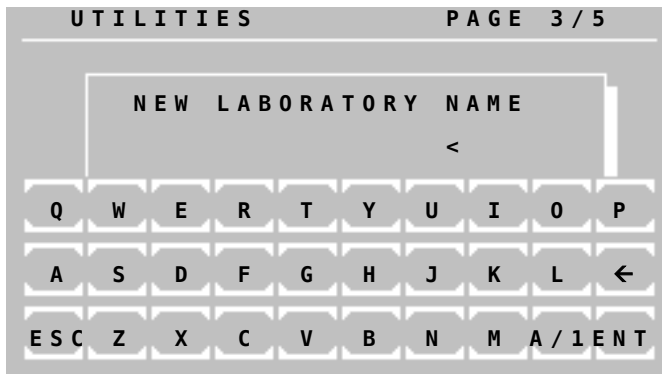 UTILITIES PAGE 3/5
NEW LABORATORY NAME
<
Q W E R T Y U I O P
A S D F G H J K L ←
ESC Z X C V B N M A/1 ENT